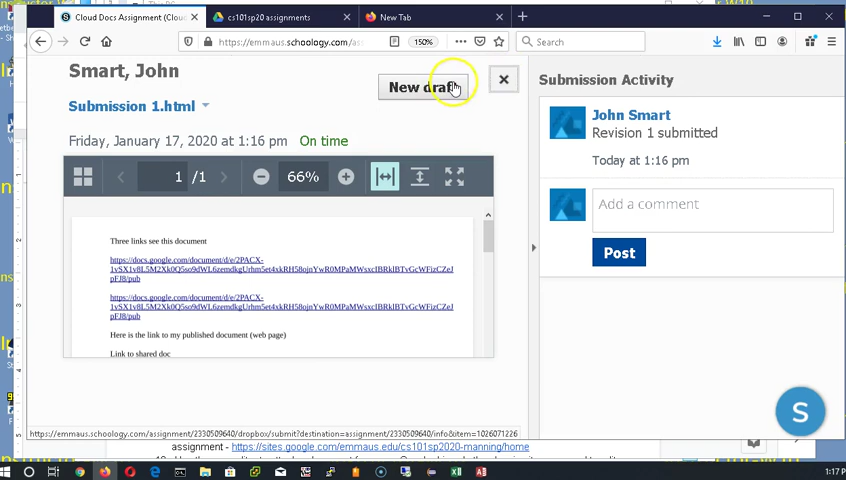 Cloud Docs Assignment (Clou
cs101sp20 assignments
New Tab
https://emmaus.schoology.com/as
150%
Search
Smart, John
New draft
Submission 1.html
Friday, January 17, 2020 at 1:16 pm On time
1 /1
66%
Three links see this document
https://docs.google.com/document/d/e/2PACX-
1vSX1v8L5M2Xk0Q5so9dWL6zemdkgUrhm5et4xkRH58ojnYwR0MPaMWsxcIBRklBTvGcWFizCZeJ
pFJ8/pub
https://docs.google.com/document/d/e/2PACX-
1vSX1v8L5M2Xk0Q5so9dWL6zemdkgUrhm5et4xkRH58ojnYwR0MPaMWsxcIBRklBTvGcWFizCZeJ
pFJ8/pub
Here is the link to my published document (web page)
Link to shared doc
Submission Activity
John Smart
Revision 1 submitted
Today at 1:16 pm
Add a comment
Post
S
https://emmaus.schoology.com/assignment/2330509640/dropbox/submit?destination=assignment/2330509640/info&item=1026071226
assignment - https://sites.google.com/emmaus.edu/cs101sp2020-manning/home
1:17 PM